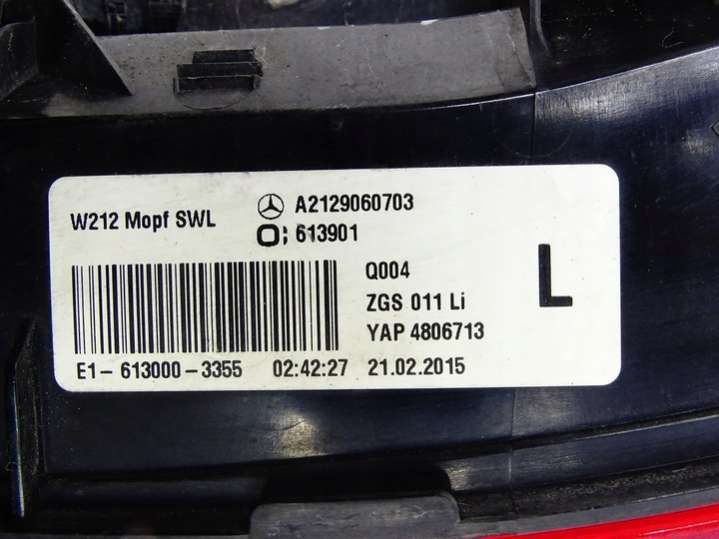 W212 Mopf SWL
A2129060703
613901
Q004
ZGS 011 Li
YAP 4806713
L
E1- 613000-3355 02:42:27 21.02.2015